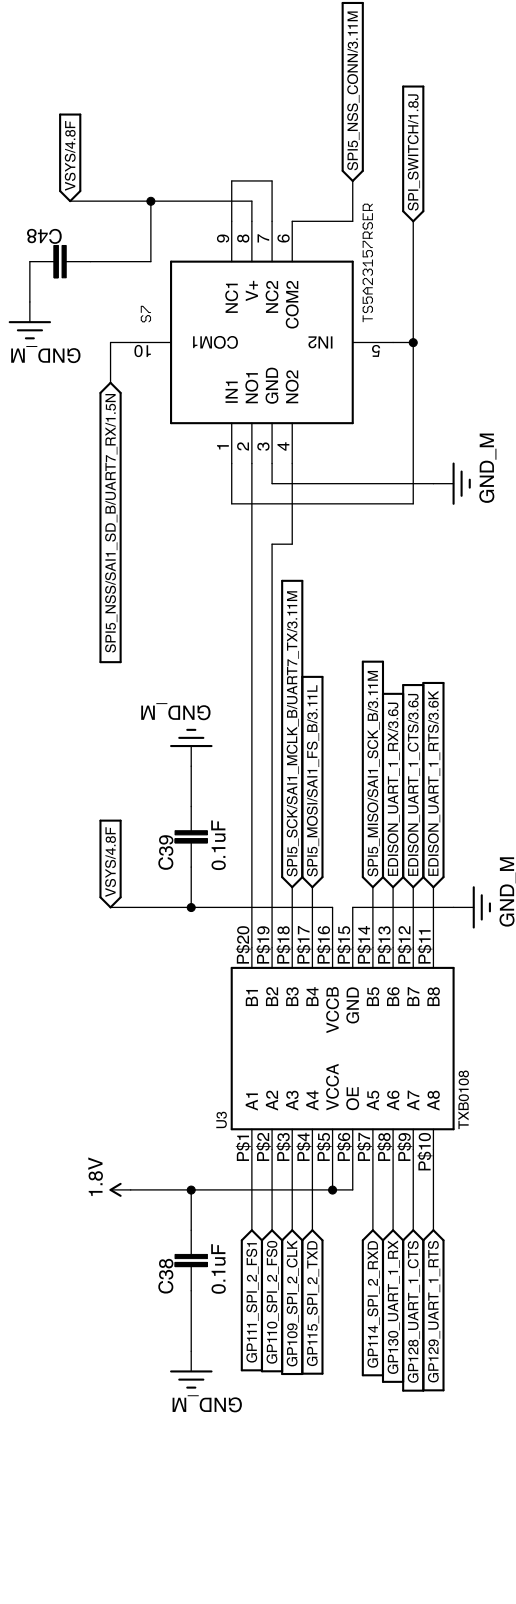 SPI5_NSS_CONN/3.11M
VSYS/4.8F
SPI_SWITCH/1.8J
C48
GND_M
9
8
7
6
TS5A23157RSER
S7
NC1
V+
NC2
COM2
10
COM1
IN2
5
IN1
NO1
GND
NO2
1
2
3
4
SPI5_NSS/SAI1_SD_B/UART7_RX/1.5N
GND_M
GND_M
SPI5_SCK/SAI1_MCLK_B/UART7_TX/3.11M
SPI5_MOSI/SAI1_FS_B/3.11L
SPI5_MISO/SAI1_SCK_B/3.11M
EDISON_UART_1_RX/3.6J
EDISON_UART_1_CTS/3.6J
EDISON_UART_1_RTS/3.6K
VSYS/4.8F
C39
0.1uF
GND_M
P$20
P$19
P$18
P$17
P$16
P$15
P$14
P$13
P$12
P$11
B1
B2
B3
B4
VCCB
GND
B5
B6
B7
B8
U3
TXB0108
A1
A2
A3
A4
VCCA
OE
A5
A6
A7
A8
P$1
P$2
P$3
P$4
P$5
P$6
P$7
P$8
P$9
P$10
1.8V
C38
0.1uF
GND_M
GP111_SPI_2_FS1
GP110_SPI_2_FS0
GP109_SPI_2_CLK
GP115_SPI_2_TXD
GP114_SPI_2_RXD
GP130_UART_1_RX
GP128_UART_1_CTS
GP129_UART_1_RTS